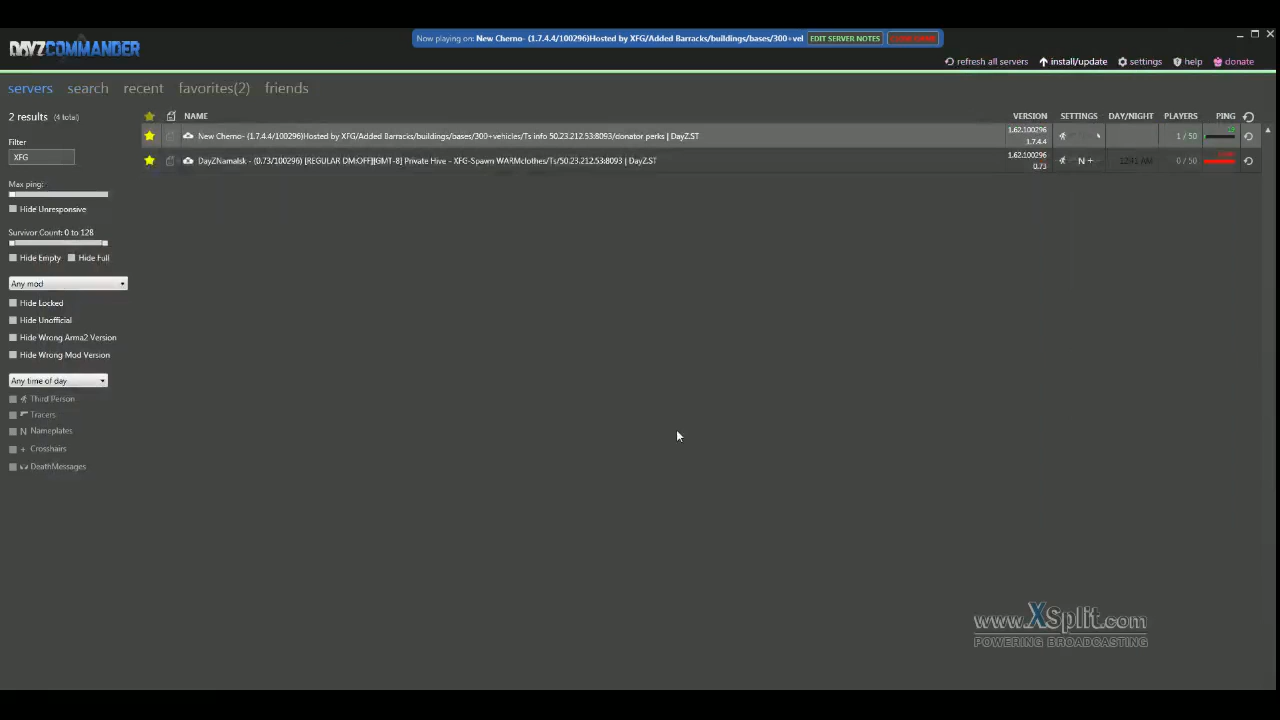 DAYZCOMMANDER
Now playing on: New Cherno- (1.7.4.4/100296)Hosted by XFG/Added Barracks/buildings/bases/300+vel
EDIT SERVER NOTES
refresh all servers
install/update
settings
help
donate
servers
search
recent
favorites(2)
friends
2 results (4 total)
NAME
VERSION
SETTINGS
DAY/NIGHT
PLAYERS
PING
New Cherno- (1.7.4.4/100296)Hosted by XFG/Added Barracks/buildings/bases/300+vehicles/Ts info 50.23.212.53:8093/donator perks | DayZ.ST
1.62.100296
1.7.4.4
1 / 50
DayZNamalsk - (0.73/100296) [REGULAR DM:OFF][GMT-8] Private Hive - XFG-Spawn WARMclothes/Ts/50.23.212.53:8093 | DayZ.ST
1.62.100296
0.73
N +
12:41 AM
0 / 50
Filter
XFG
Max ping:
Hide Unresponsive
Survivor Count: 0 to 128
Hide Empty
Hide Full
Any mod
Hide Locked
Hide Unofficial
Hide Wrong Arma2 Version
Hide Wrong Mod Version
Any time of day
Third Person
Tracers
N Nameplates
+ Crosshairs
DeathMessages
www.XSplit.com
POWERING BROADCASTING